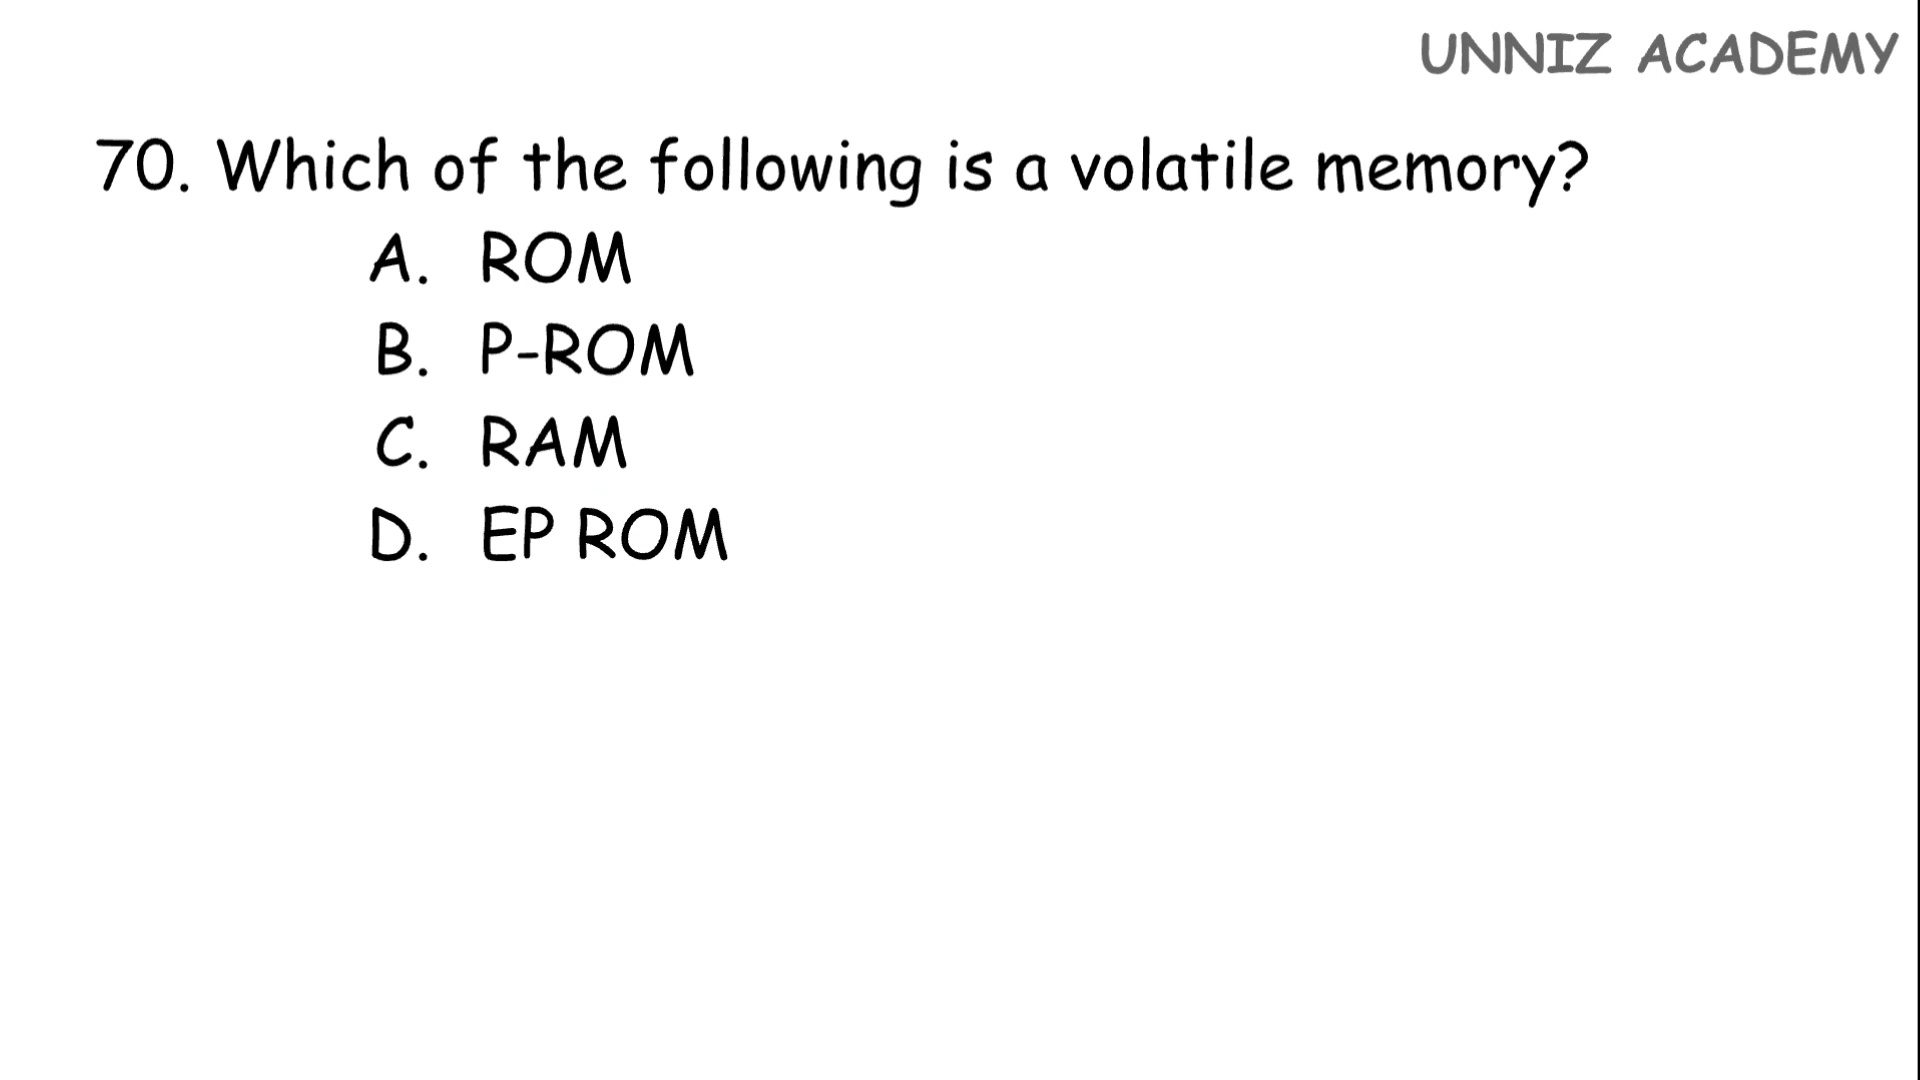 UNNIZ ACADEMY
70. Which of the following is a volatile memory?
A. ROM
B. P-ROM
C. RAM
D. EP ROM